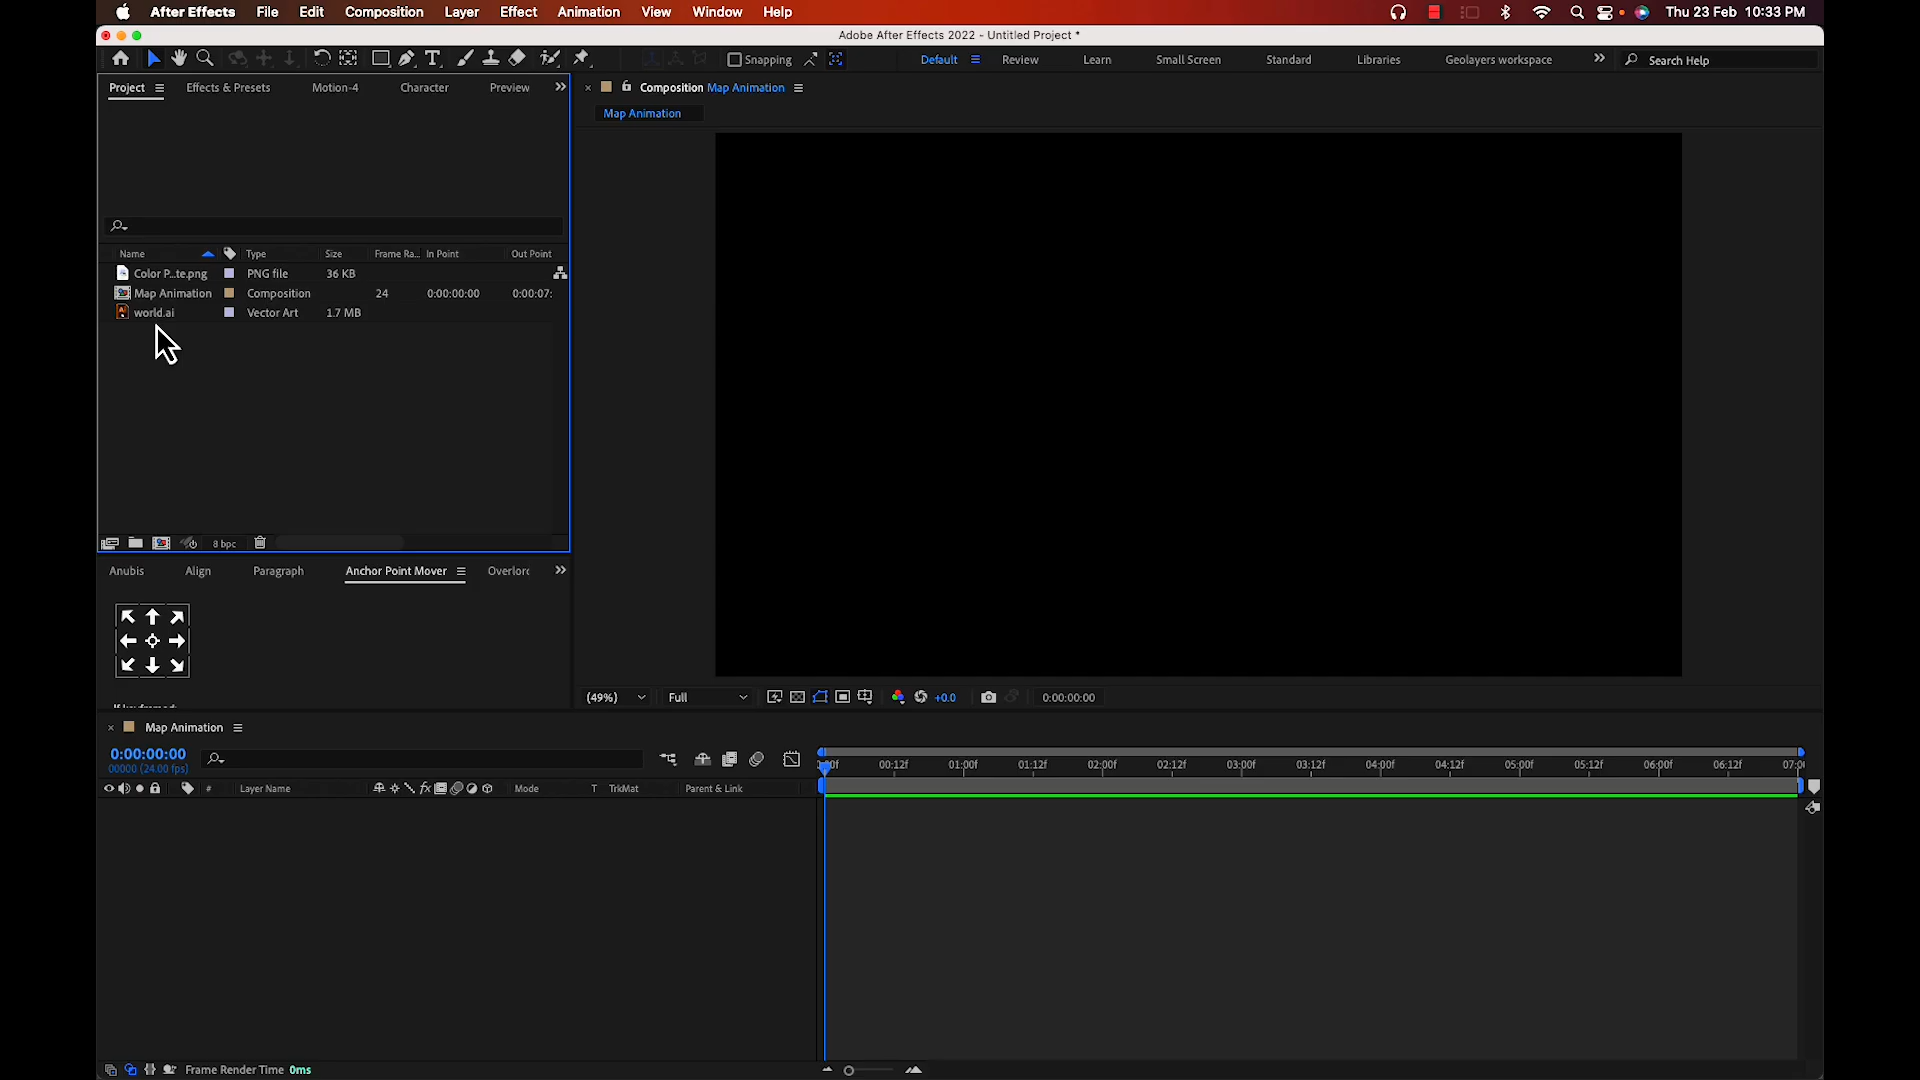 After Effects File Edit Composition Layer Effect Animation View Window Help Thu 23 Feb 10:33 PM
Adobe After Effects 2022 - Untitled Project *
Snapping Default Review Learn Small Screen Standard Libraries Geolayers workspace Search Help
Project Effects & Presets Motion-4 Character Preview
Composition Map Animation
Map Animation
Name Type Size Frame Ra... In Point Out Point
Color P...te.png PNG file 36 KB
Map Animation Composition 24 0:00:00:00 0:00:07:
world.ai Vector Art 1.7 MB
8 bpc
Anubis Align Paragraph Anchor Point Mover Overlord
(49%) Full +0.0 0:00:00:00
Map Animation
0:00:00:00
00000 (24.00 fps)
00:12f 01:00f 01:12f 02:00f 02:12f 03:00f 03:12f 04:00f 04:12f 05:00f 05:12f 06:00f 06:12f
# Layer Name Mode T TrkMat Parent & Link
Frame Render Time 0ms